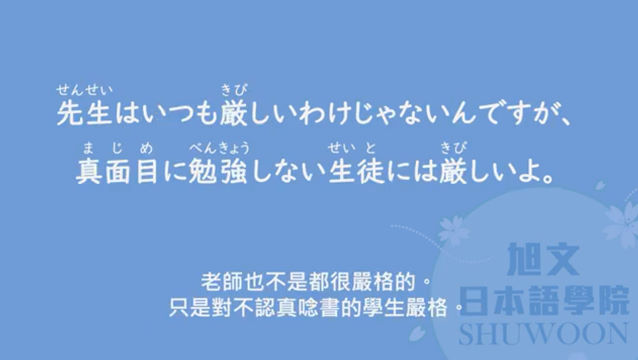 せんせい きび
先生はいつも厳しいわけじゃないんですが、
まじめ べんきょう せいと きび
真面目に勉強しない生徒には厳しいよ。
老師也不是都很嚴格的。
只是對不認真唸書的學生嚴格。
旭文
日本語學院
SHUWOON